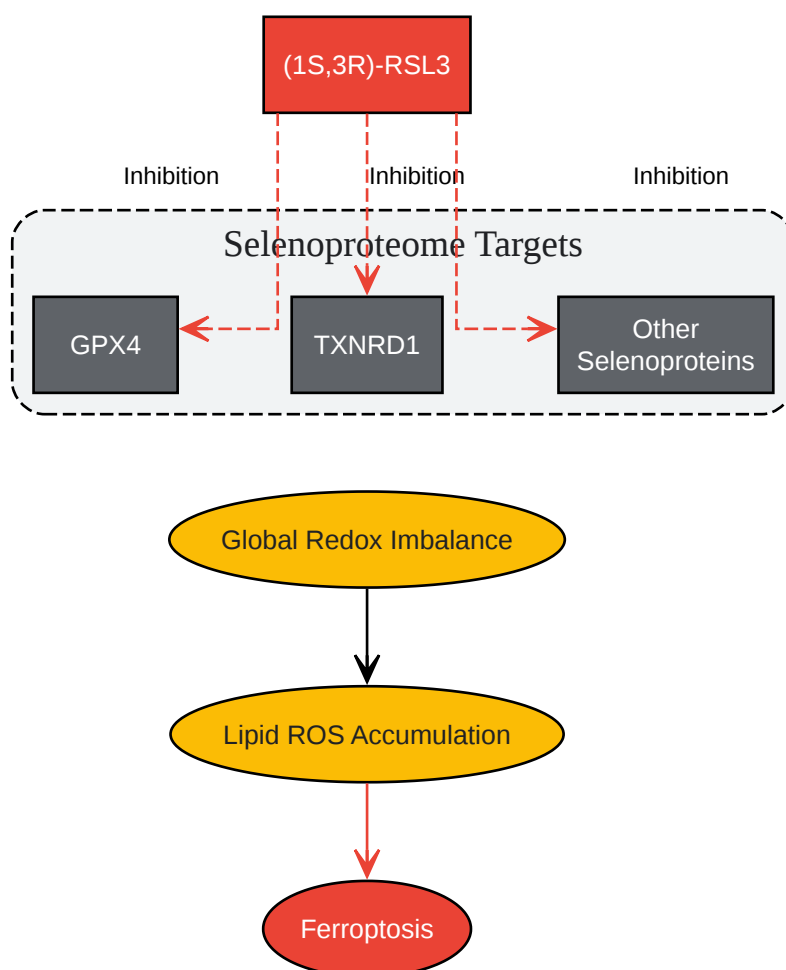 (1S,3R)-RSL3
Inhibition
Inhibition
Inhibition
Selenoproteome Targets
GPX4
TXNRD1
Other
Selenoproteins
Global Redox Imbalance
Lipid ROS Accumulation
Ferroptosis